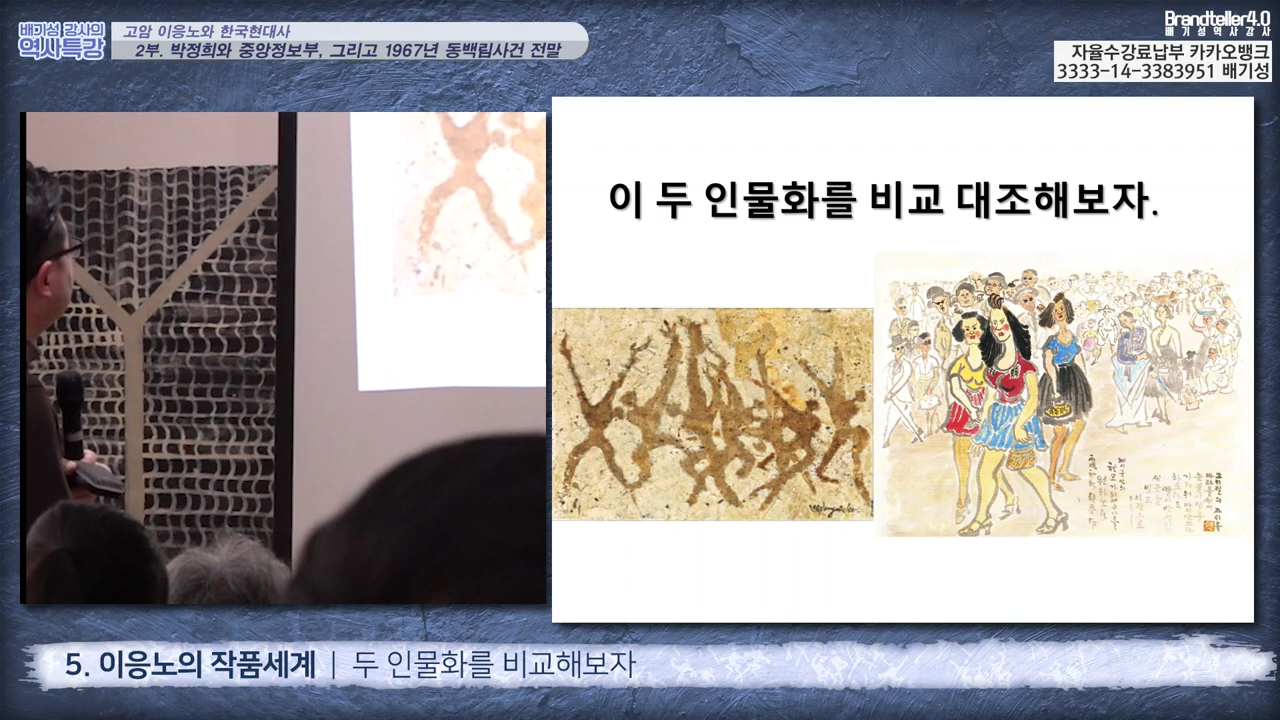 배기성 강사의
역사특강
고암 이응노와 한국현대사
2부. 박정희와 중앙정보부, 그리고 1967년 동백림사건 전말
Brandteller4.0
배기성역사강사
자율수강료납부 카카오뱅크
3333-14-3383951 배기성
이 두 인물화를 비교 대조해보자.
5. 이응노의 작품세계 | 두 인물화를 비교해보자